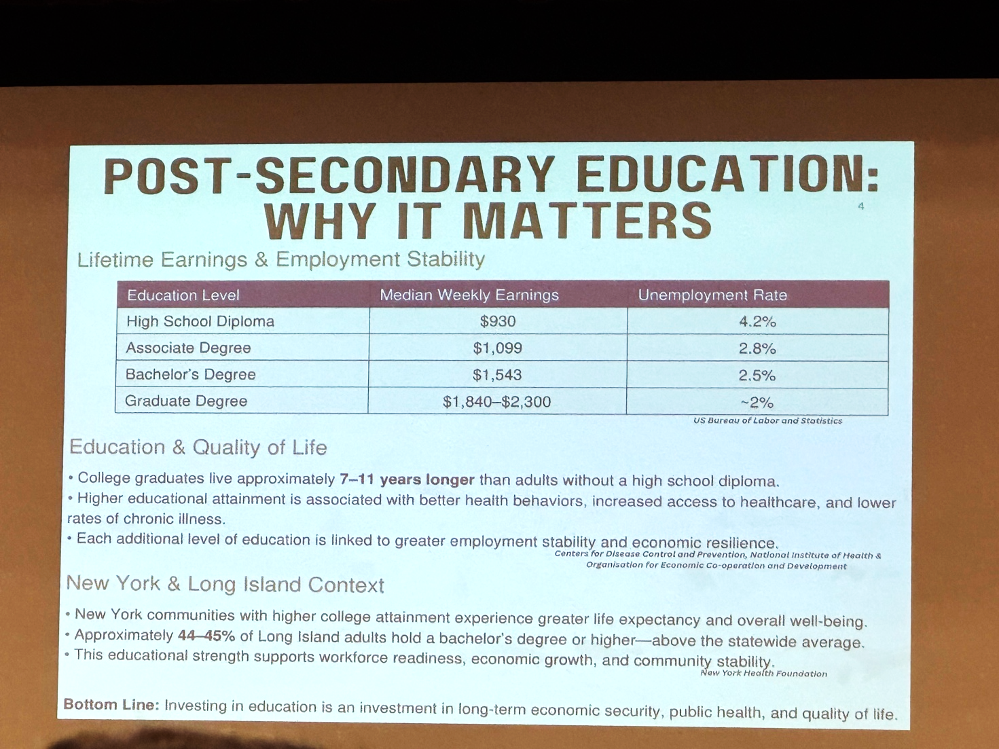 POST-SECONDARY EDUCATION:
WHY IT MATTERS
4
Lifetime Earnings & Employment Stability
Education Level Median Weekly Earnings Unemployment Rate
High School Diploma $930 4.2%
Associate Degree $1,099 2.8%
Bachelor's Degree $1,543 2.5%
Graduate Degree $1,840–$2,300 ~2%
US Bureau of Labor and Statistics
Education & Quality of Life
• College graduates live approximately 7–11 years longer than adults without a high school diploma.
• Higher educational attainment is associated with better health behaviors, increased access to healthcare, and lower
rates of chronic illness.
• Each additional level of education is linked to greater employment stability and economic resilience.
Centers for Disease Control and Prevention, National Institute of Health &
Organisation for Economic Co-operation and Development
New York & Long Island Context
• New York communities with higher college attainment experience greater life expectancy and overall well-being.
• Approximately 44–45% of Long Island adults hold a bachelor's degree or higher—above the statewide average.
• This educational strength supports workforce readiness, economic growth, and community stability.
New York Health Foundation
Bottom Line: Investing in education is an investment in long-term economic security, public health, and quality of life.